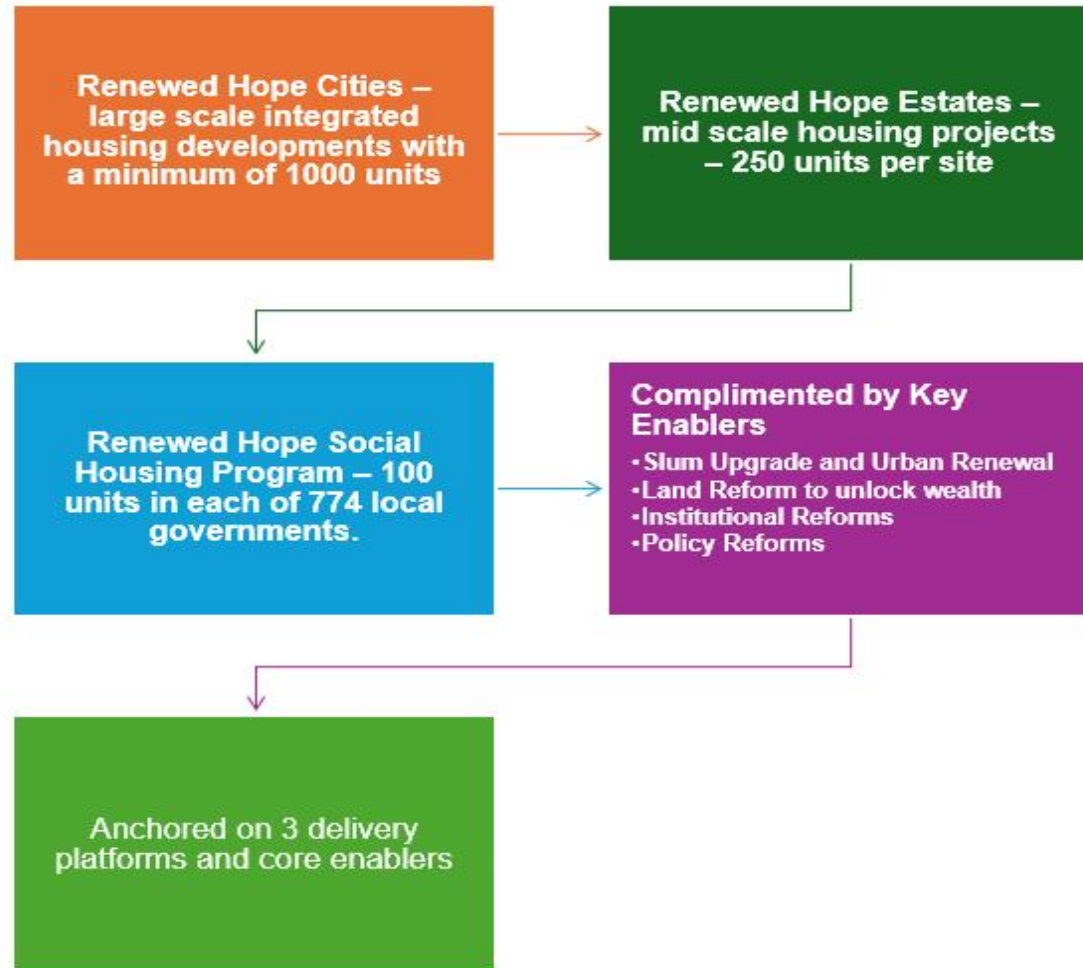 Renewed Hope Cities –
large scale integrated
housing developments with
a minimum of 1000 units
Renewed Hope Estates –
mid scale housing projects
– 250 units per site
Renewed Hope Social
Housing Program – 100
units in each of 774 local
governments.
Complimented by Key
Enablers
•Slum Upgrade and Urban Renewal
•Land Reform to unlock wealth
•Institutional Reforms
•Policy Reforms
Anchored on 3 delivery
platforms and core enablers